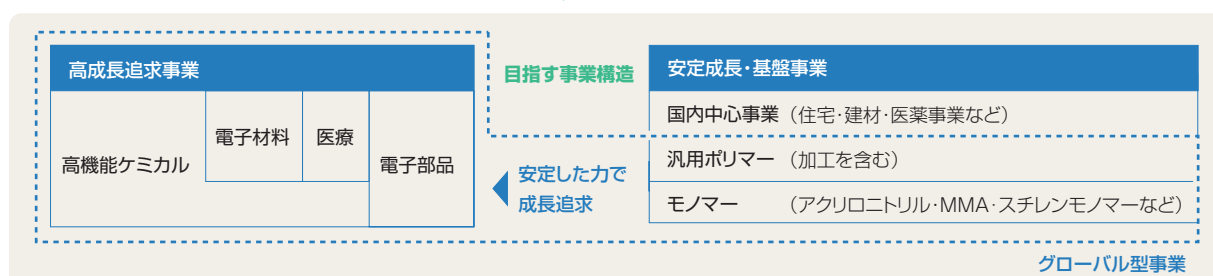 高成長追求事業
高機能ケミカル
電子材料
医療
電子部品
目指す事業構造
安定した力で
成長追求
安定成長・基盤事業
国内中心事業（住宅・建材・医薬事業など）
汎用ポリマー（加工を含む）
モノマー（アクリロニトリル・MMA・スチレンモノマーなど）
グローバル型事業